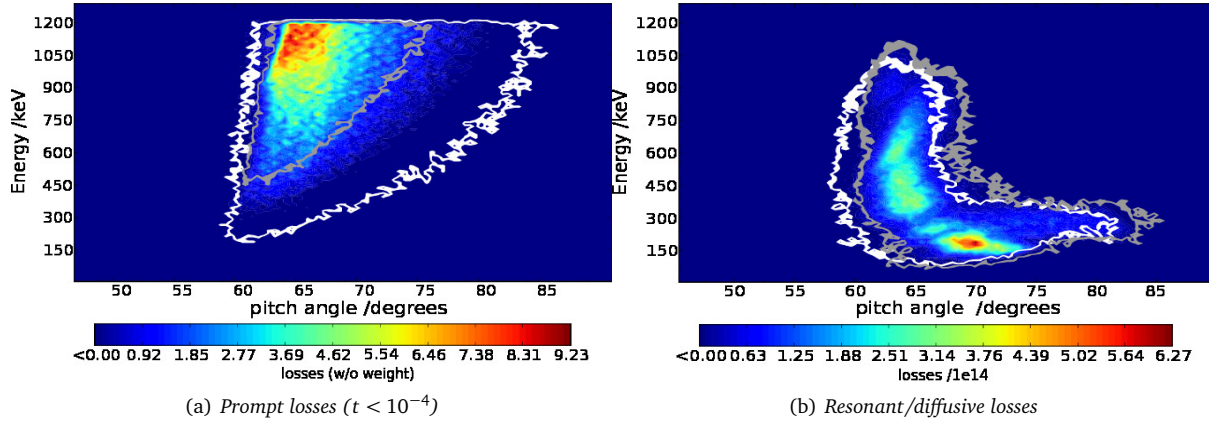 1200
1050
900
750
600
450
300
150
Energy /keV
50 55 60 65 70 75 80 85
pitch angle /degrees
<0.00 0.92 1.85 2.77 3.69 4.61 5.54 6.46 7.38 8.31 9.23
losses (w/o weight)
(a) Prompt losses (t < 10⁻⁴)
1200
1050
900
750
600
450
300
150
Energy /keV
50 55 60 65 70 75 80 85
pitch angle /degrees
<0.00 0.63 1.25 1.88 2.51 3.14 3.76 4.39 5.02 5.64 6.27
losses /1e14
(b) Resonant/diffusive losses